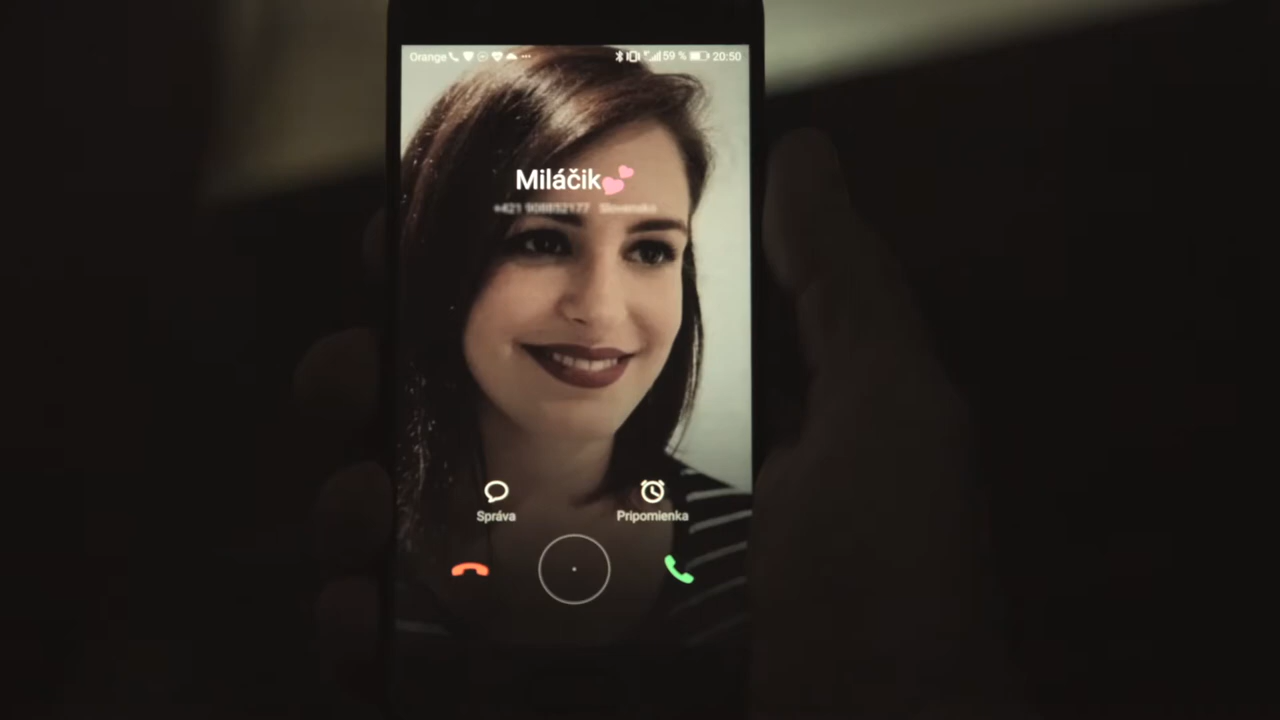 Orange 59 % 20:50
Miláčik💕
Správa Pripomienka